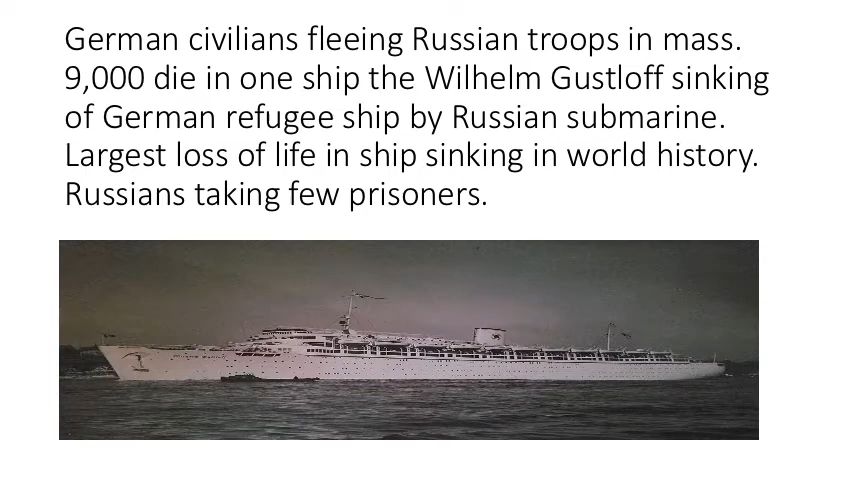 German civilians fleeing Russian troops in mass.
9,000 die in one ship the Wilhelm Gustloff sinking
of German refugee ship by Russian submarine.
Largest loss of life in ship sinking in world history.
Russians taking few prisoners.